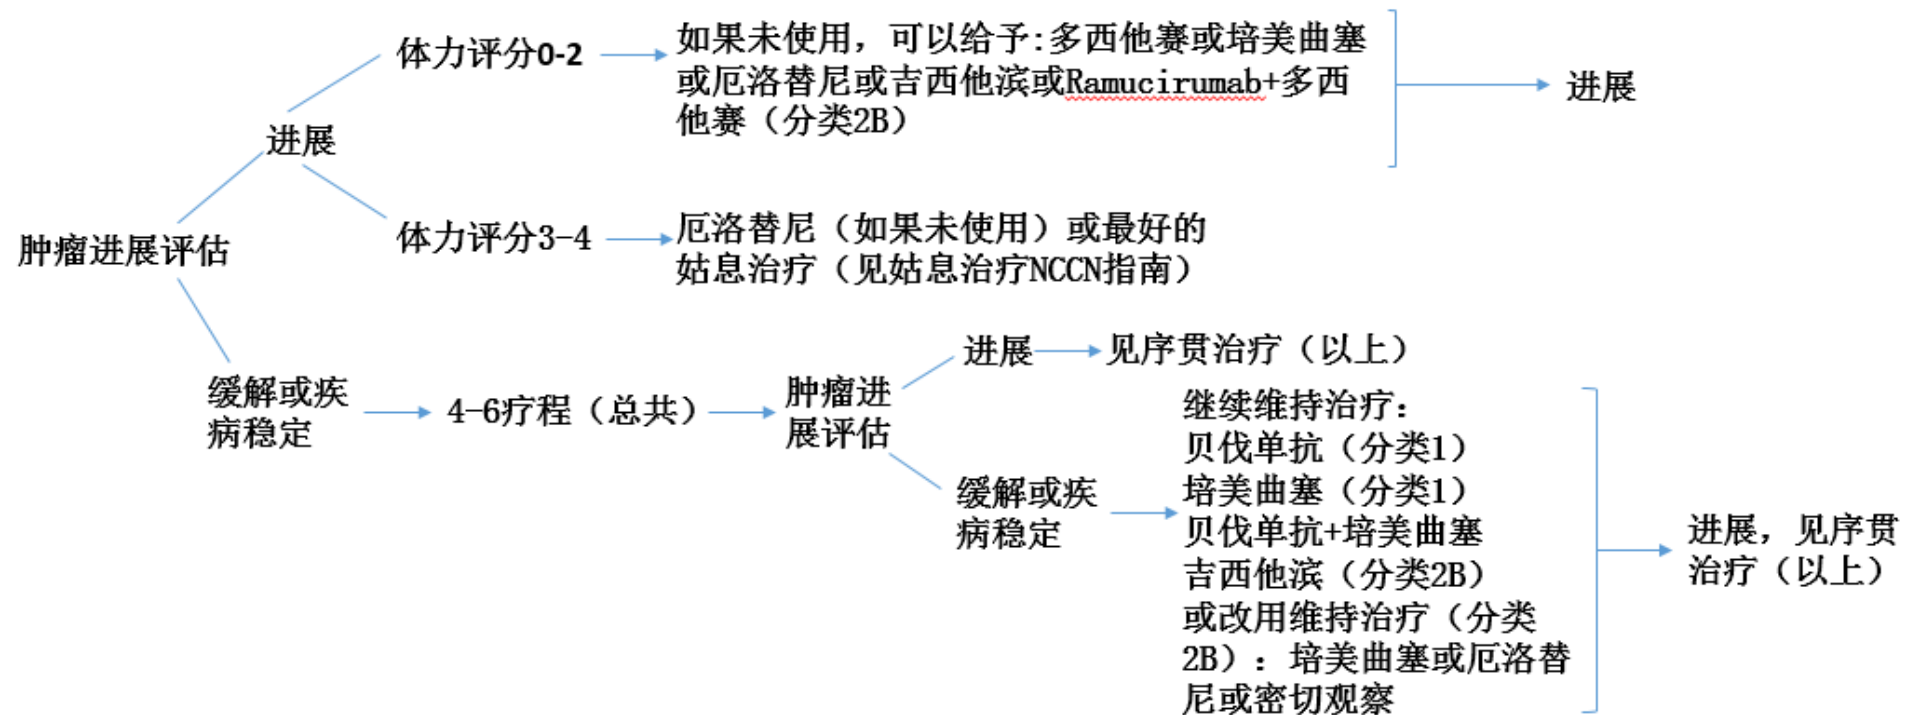 体力评分0-2
如果未使用，可以给予:多西他赛或培美曲塞
或厄洛替尼或吉西他滨或Ramucirumab+多西
他赛（分类2B）
进展
进展
肿瘤进展评估
体力评分3-4
厄洛替尼（如果未使用）或最好的
姑息治疗（见姑息治疗NCCN指南）
缓解或疾
病稳定
4-6疗程（总共）
肿瘤进
展评估
进展
见序贯治疗（以上）
缓解或疾
病稳定
继续维持治疗：
贝伐单抗（分类1）
培美曲塞（分类1）
贝伐单抗+培美曲塞
吉西他滨（分类2B）
或改用维持治疗（分类
2B）：培美曲塞或厄洛替
尼或密切观察
进展，见序贯
治疗（以上）